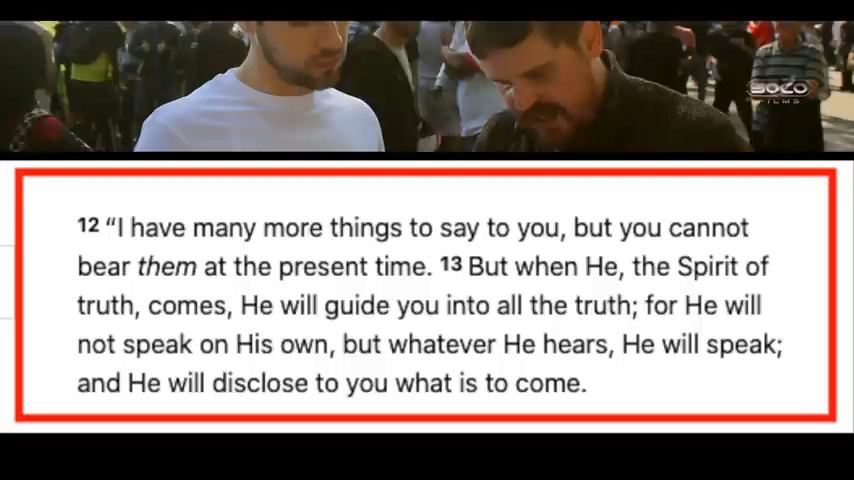 SOCO
FILMS
12 “I have many more things to say to you, but you cannot
bear them at the present time. 13 But when He, the Spirit of
truth, comes, He will guide you into all the truth; for He will
not speak on His own, but whatever He hears, He will speak;
and He will disclose to you what is to come.